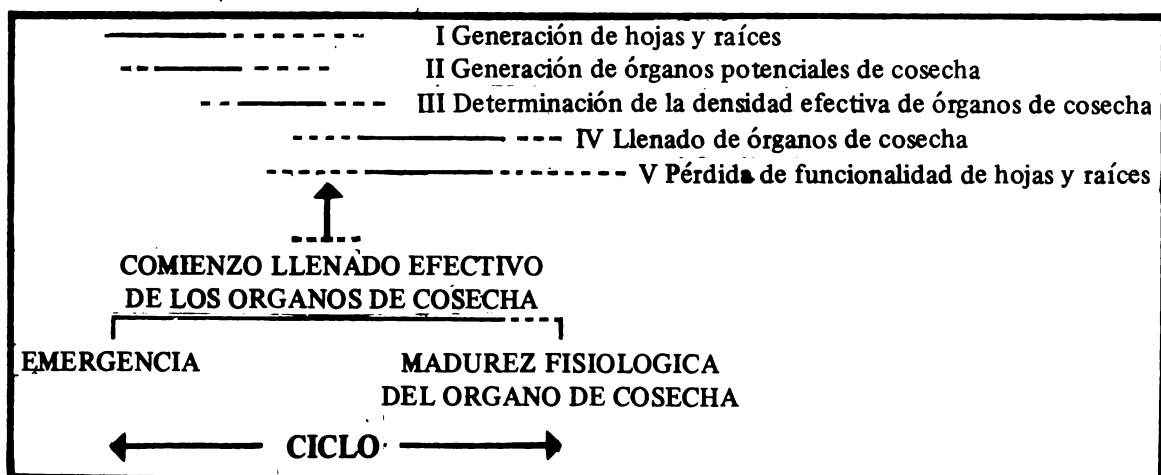 I Generación de hojas y raíces
II Generación de órganos potenciales de cosecha
III Determinación de la densidad efectiva de órganos de cosecha
IV Llenado de órganos de cosecha
V Pérdida de funcionalidad de hojas y raíces
COMIENZO LLENADO EFECTIVO
DE LOS ORGANOS DE COSECHA
EMERGENCIA
MADUREZ FISIOLOGICA
DEL ORGANO DE COSECHA
CICLO